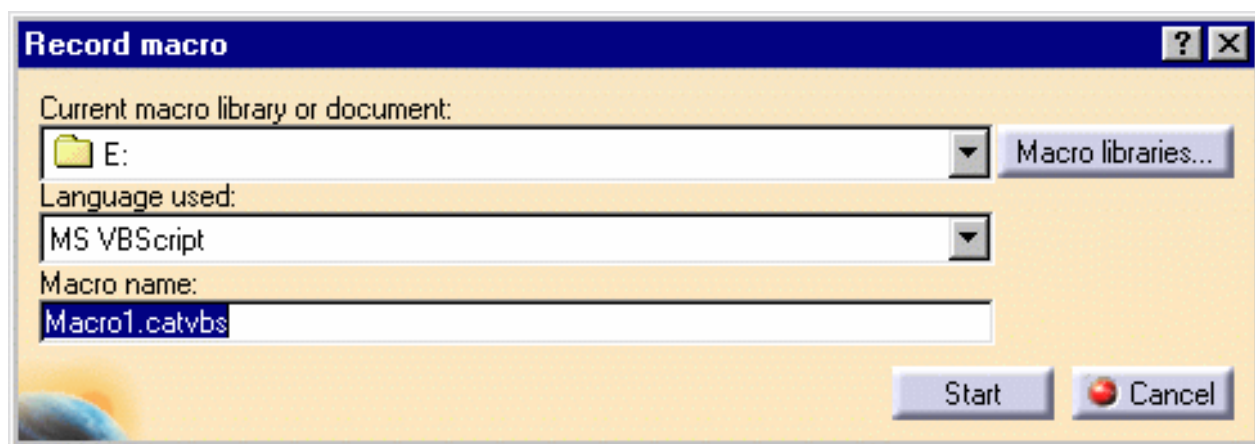 Record macro
?
Current macro library or document:
E:
Macro libraries...
Language used:
MS VBScript
Macro name:
Macro1.catvbs
Start
Cancel